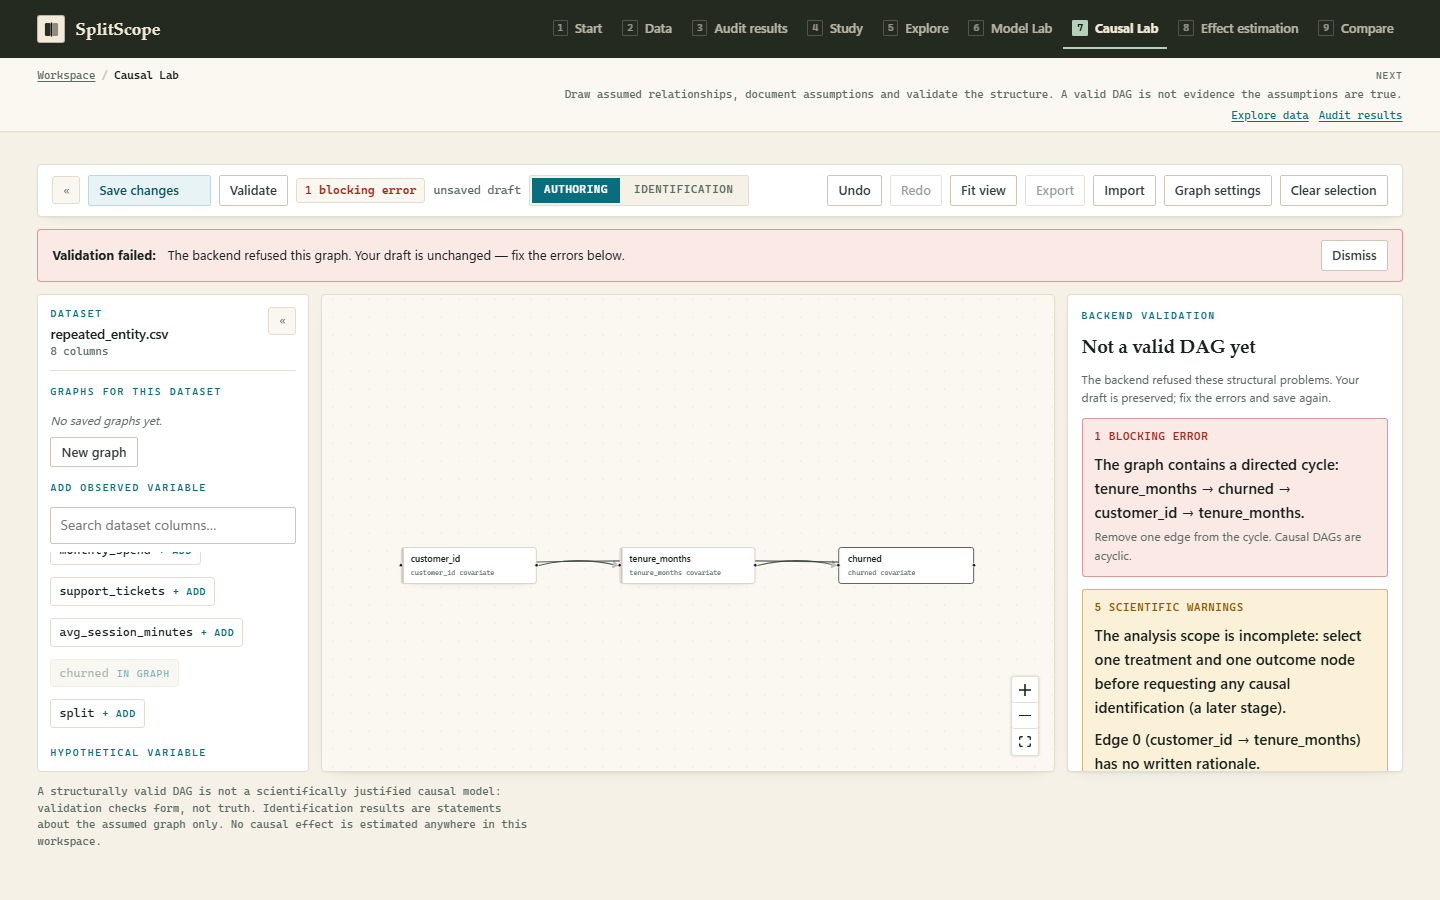 SplitScope
1 Start
2 Data
3 Audit results
4 Study
5 Explore
6 Model Lab
7 Causal Lab
8 Effect estimation
9 Compare
Workspace / Causal Lab
NEXT
Draw assumed relationships, document assumptions and validate the structure. A valid DAG is not evidence the assumptions are true.
Explore data Audit results
«
Save changes
Validate
1 blocking error
unsaved draft
AUTHORING
IDENTIFICATION
Undo
Redo
Fit view
Export
Import
Graph settings
Clear selection
Validation failed: The backend refused this graph. Your draft is unchanged — fix the errors below.
Dismiss
DATASET
repeated_entity.csv
8 columns
«
GRAPHS FOR THIS DATASET
No saved graphs yet.
New graph
ADD OBSERVED VARIABLE
Search dataset columns...
monthly_spend + ADD
support_tickets + ADD
avg_session_minutes + ADD
churned IN GRAPH
split + ADD
HYPOTHETICAL VARIABLE
customer_id
customer_id covariate
tenure_months
tenure_months covariate
churned
churned covariate
BACKEND VALIDATION
Not a valid DAG yet
The backend refused these structural problems. Your
draft is preserved; fix the errors and save again.
1 BLOCKING ERROR
The graph contains a directed cycle:
tenure_months → churned →
customer_id → tenure_months.
Remove one edge from the cycle. Causal DAGs are
acyclic.
5 SCIENTIFIC WARNINGS
The analysis scope is incomplete: select
one treatment and one outcome node
before requesting any causal
identification (a later stage).
Edge 0 (customer_id → tenure_months)
has no written rationale.
A structurally valid DAG is not a scientifically justified causal model:
validation checks form, not truth. Identification results are statements
about the assumed graph only. No causal effect is estimated anywhere in this
workspace.